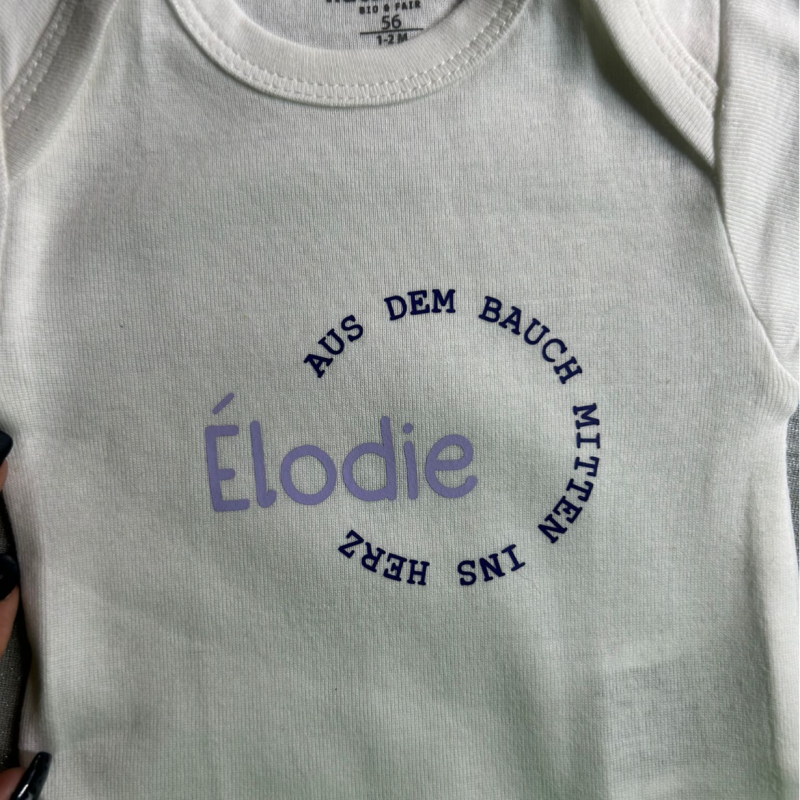 BIO & FAIR
56
1-2 M
AUS DEM BAUCH MITTEN INS HERZ
Élodie